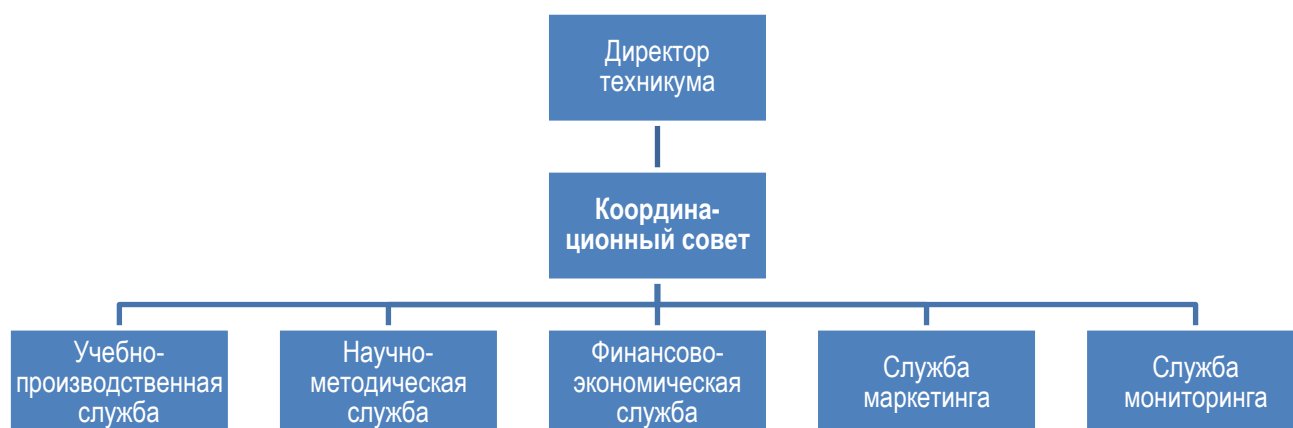 Директор
техникума
Координа-
ционный совет
Учебно-
производственная
служба
Научно-
методическая
служба
Финансово-
экономическая
служба
Служба
маркетинга
Служба
мониторинга